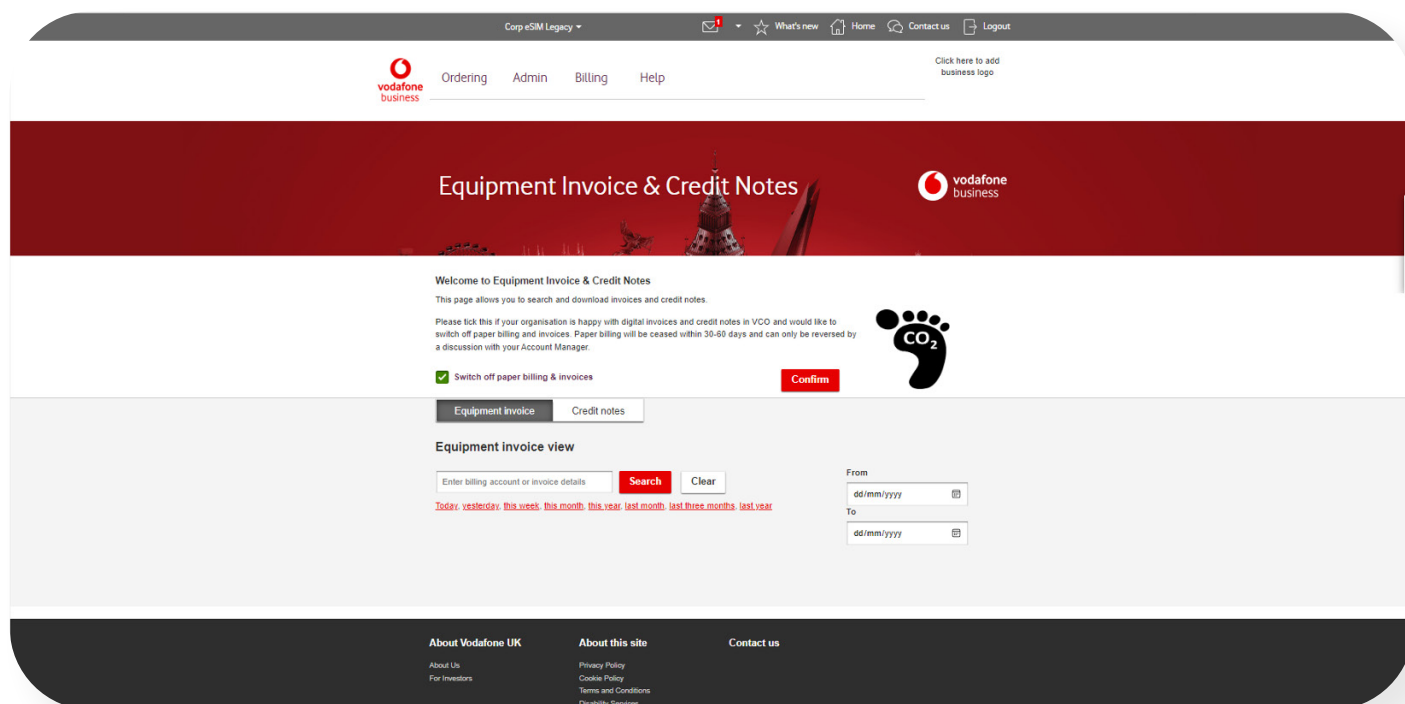 Corp eSIM Legacy
1
What's new
Home
Contact us
Logout
vodafone
business
Ordering
Admin
Billing
Help
Click here to add
business logo
Equipment Invoice & Credit Notes
vodafone
business
Welcome to Equipment Invoice & Credit Notes
This page allows you to search and download invoices and credit notes.
Please tick this if your organisation is happy with digital invoices and credit notes in VCO and would like to
switch off paper billing and invoices. Paper billing will be ceased within 30-60 days and can only be reversed by
a discussion with your Account Manager.
CO2
Switch off paper billing & invoices
Confirm
Equipment invoice
Credit notes
Equipment invoice view
Enter billing account or invoice details
Search
Clear
Today, yesterday, this week, this month, this year, last month, last three months, last year
From
dd/mm/yyyy
To
dd/mm/yyyy
About Vodafone UK
About Us
For Investors
About this site
Privacy Policy
Cookie Policy
Terms and Conditions
Disability Services
Contact us